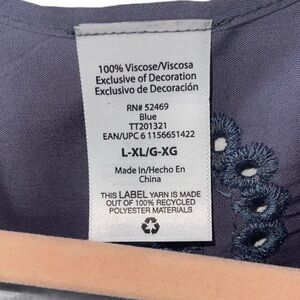 100% Viscose/Viscosa
Exclusive of Decoration
Exclusivo de Decoración
RN# 52469
Blue
TT201321
EAN/UPC 6 1156651422
L-XL/G-XG
Made In/Hecho En
China
THIS LABEL YARN IS MADE
OUT OF 100% RECYCLED
POLYESTER MATERIALS